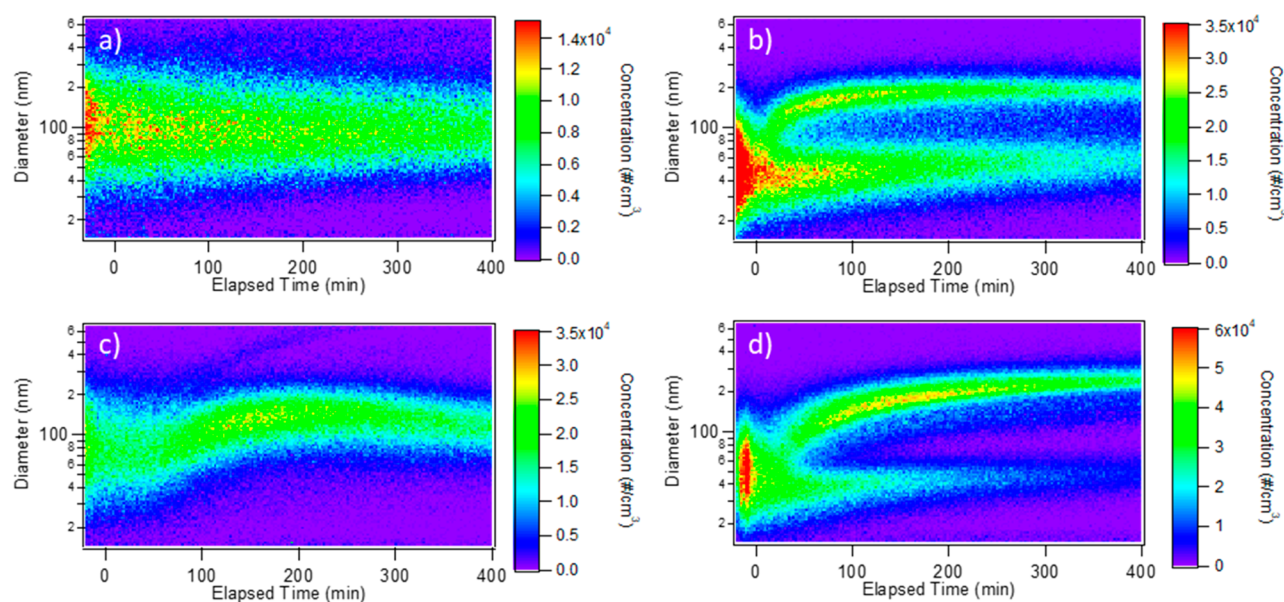 a)
Diameter (nm)
6
4
2
100
8
6
4
2
0 100 200 300 400
Elapsed Time (min)
1.4x10⁴
1.2
1.0
0.8
0.6
0.4
0.2
0.0
Concentration (#/cm³)
b)
Diameter (nm)
6
4
2
100
8
6
4
2
0 100 200 300 400
Elapsed Time (min)
3.5x10⁴
3.0
2.5
2.0
1.5
1.0
0.5
0.0
Concentration (#/cm³
c)
Diameter (nm)
6
4
2
100
8
6
4
2
0 100 200 300 400
Elapsed Time (min)
3.5x10⁴
3.0
2.5
2.0
1.5
1.0
0.5
0.0
Concentration (#/cm³)
d)
Diameter (nm)
6
4
2
100
8
6
4
2
0 100 200 300 400
Elapsed Time (min)
6x10⁴
5
4
3
2
1
0
Concentration (#/cm³)